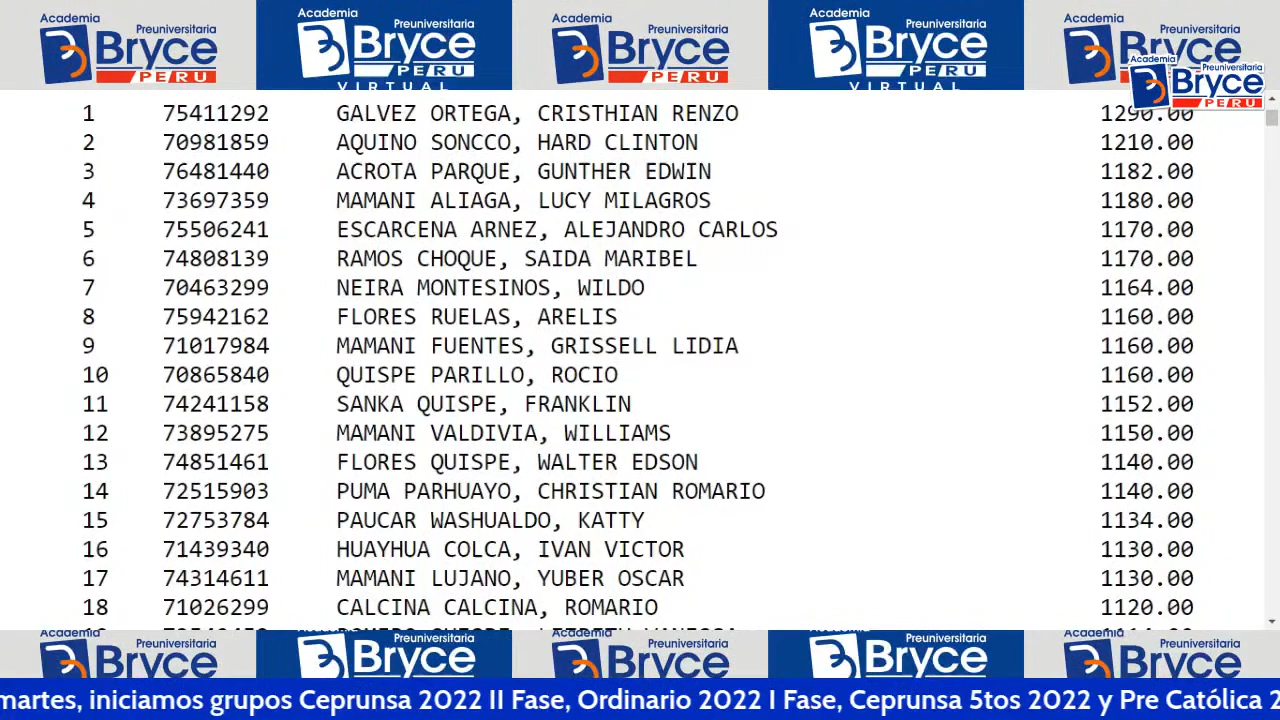 Academia Preuniversitaria Bryce PERU
Academia Preuniversitaria Bryce PERU VIRTUAL
Academia Preuniversitaria Bryce PERU
Academia Preuniversitaria Bryce PERU VIRTUAL
Academia Preuniversitaria Bryce PERU
Academia Preuniversitaria Bryce PERU
1 75411292 GALVEZ ORTEGA, CRISTHIAN RENZO 1290.00
2 70981859 AQUINO SONCCO, HARD CLINTON 1210.00
3 76481440 ACROTA PARQUE, GUNTHER EDWIN 1182.00
4 73697359 MAMANI ALIAGA, LUCY MILAGROS 1180.00
5 75506241 ESCARCENA ARNEZ, ALEJANDRO CARLOS 1170.00
6 74808139 RAMOS CHOQUE, SAIDA MARIBEL 1170.00
7 70463299 NEIRA MONTESINOS, WILDO 1164.00
8 75942162 FLORES RUELAS, ARELIS 1160.00
9 71017984 MAMANI FUENTES, GRISSELL LIDIA 1160.00
10 70865840 QUISPE PARILLO, ROCIO 1160.00
11 74241158 SANKA QUISPE, FRANKLIN 1152.00
12 73895275 MAMANI VALDIVIA, WILLIAMS 1150.00
13 74851461 FLORES QUISPE, WALTER EDSON 1140.00
14 72515903 PUMA PARHUAYO, CHRISTIAN ROMARIO 1140.00
15 72753784 PAUCAR WASHUALDO, KATTY 1134.00
16 71439340 HUAYHUA COLCA, IVAN VICTOR 1130.00
17 74314611 MAMANI LUJANO, YUBER OSCAR 1130.00
18 71026299 CALCINA CALCINA, ROMARIO 1120.00
Academia Preuniversitaria Bryce
Preuniversitaria Bryce
Academia Preuniversitaria Bryce
Preuniversitaria Bryce
Academia Preuniversitaria Bryce
martes, iniciamos grupos Ceprunsa 2022 II Fase, Ordinario 2022 I Fase, Ceprunsa 5tos 2022 y Pre Católica 2